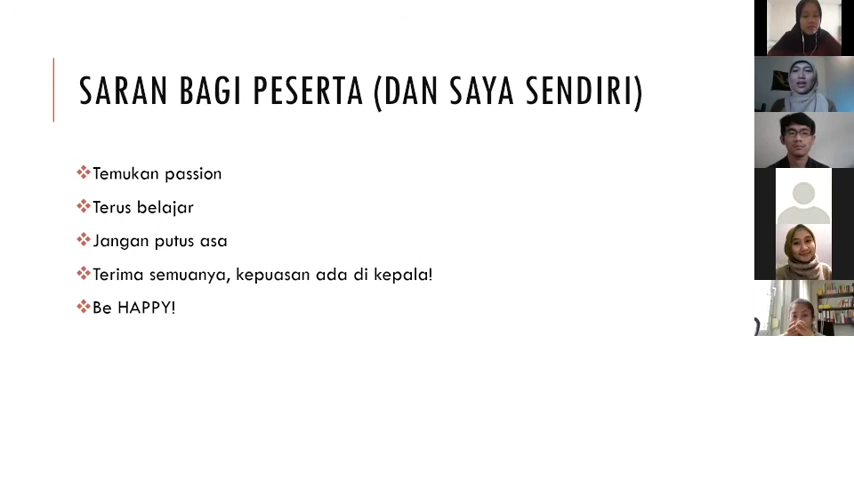 SARAN BAGI PESERTA (DAN SAYA SENDIRI)
Temukan passion
Terus belajar
Jangan putus asa
Terima semuanya, kepuasan ada di kepala!
Be HAPPY!